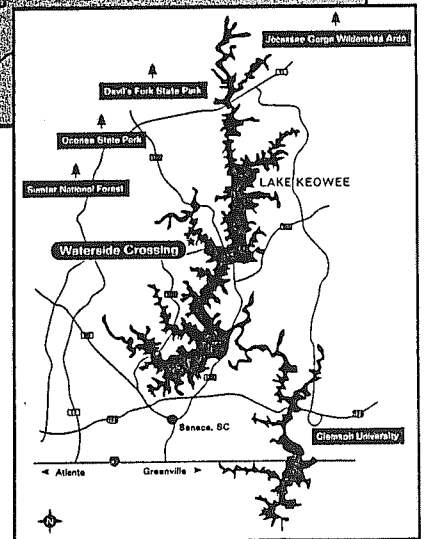 Jocassee Gorge Wilderness Area
Devil's Fork State Park
Oconee State Park
Sumter National Forest
LAKE KEOWEE
Waterside Crossing
Seneca, SC
Clemson University
Atlanta
Greenville
N